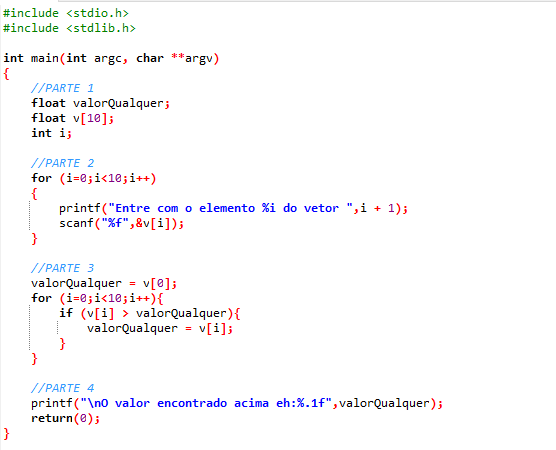 #include <stdio.h>
#include <stdlib.h>
int main(int argc, char **argv)
{
//PARTE 1
float valorQualquer;
float v[10];
int i;
//PARTE 2
for (i=0;i<10;i++)
{
printf("Entre com o elemento %i do vetor ",i + 1);
scanf("%f",&v[i]);
}
//PARTE 3
valorQualquer = v[0];
for (i=0;i<10;i++){
if (v[i] > valorQualquer){
valorQualquer = v[i];
}
}
//PARTE 4
printf("\nO valor encontrado acima eh:%.1f",valorQualquer);
return(0);
}